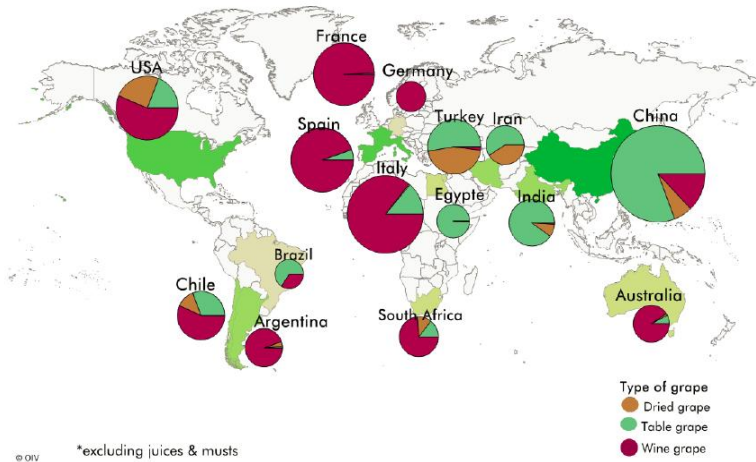 France
USA
Germany
Turkey
Iran
China
Spain
Italy
Egypte
India
Brazil
Chile
Argentina
South Africa
Australia
Type of grape
Dried grape
Table grape
Wine grape
© OIV
*excluding juices & musts